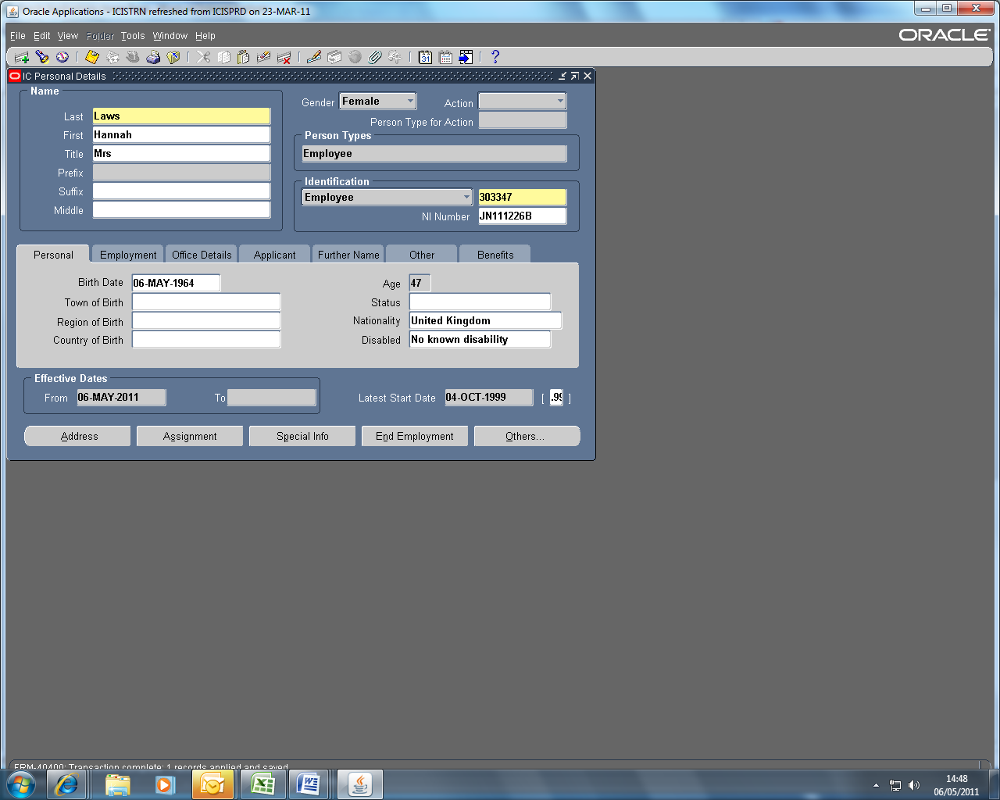 Oracle Applications - ICISTRN refreshed from ICISPRD on 23-MAR-11
File Edit View Folder Tools Window Help
ORACLE
IC Personal Details
Name
Last Laws
First Hannah
Title Mrs
Prefix
Suffix
Middle
Gender Female Action
Person Type for Action
Person Types
Employee
Identification
Employee 303347
NI Number JN111226B
Personal Employment Office Details Applicant Further Name Other Benefits
Birth Date 06-MAY-1964 Age 47
Town of Birth Status
Region of Birth Nationality United Kingdom
Country of Birth Disabled No known disability
Effective Dates
From 06-MAY-2011 To Latest Start Date 04-OCT-1999 [ .99 ]
Address Assignment Special Info End Employment Others...
FRM-40400: Transaction complete: 1 records applied and saved.
14:48
06/05/2011